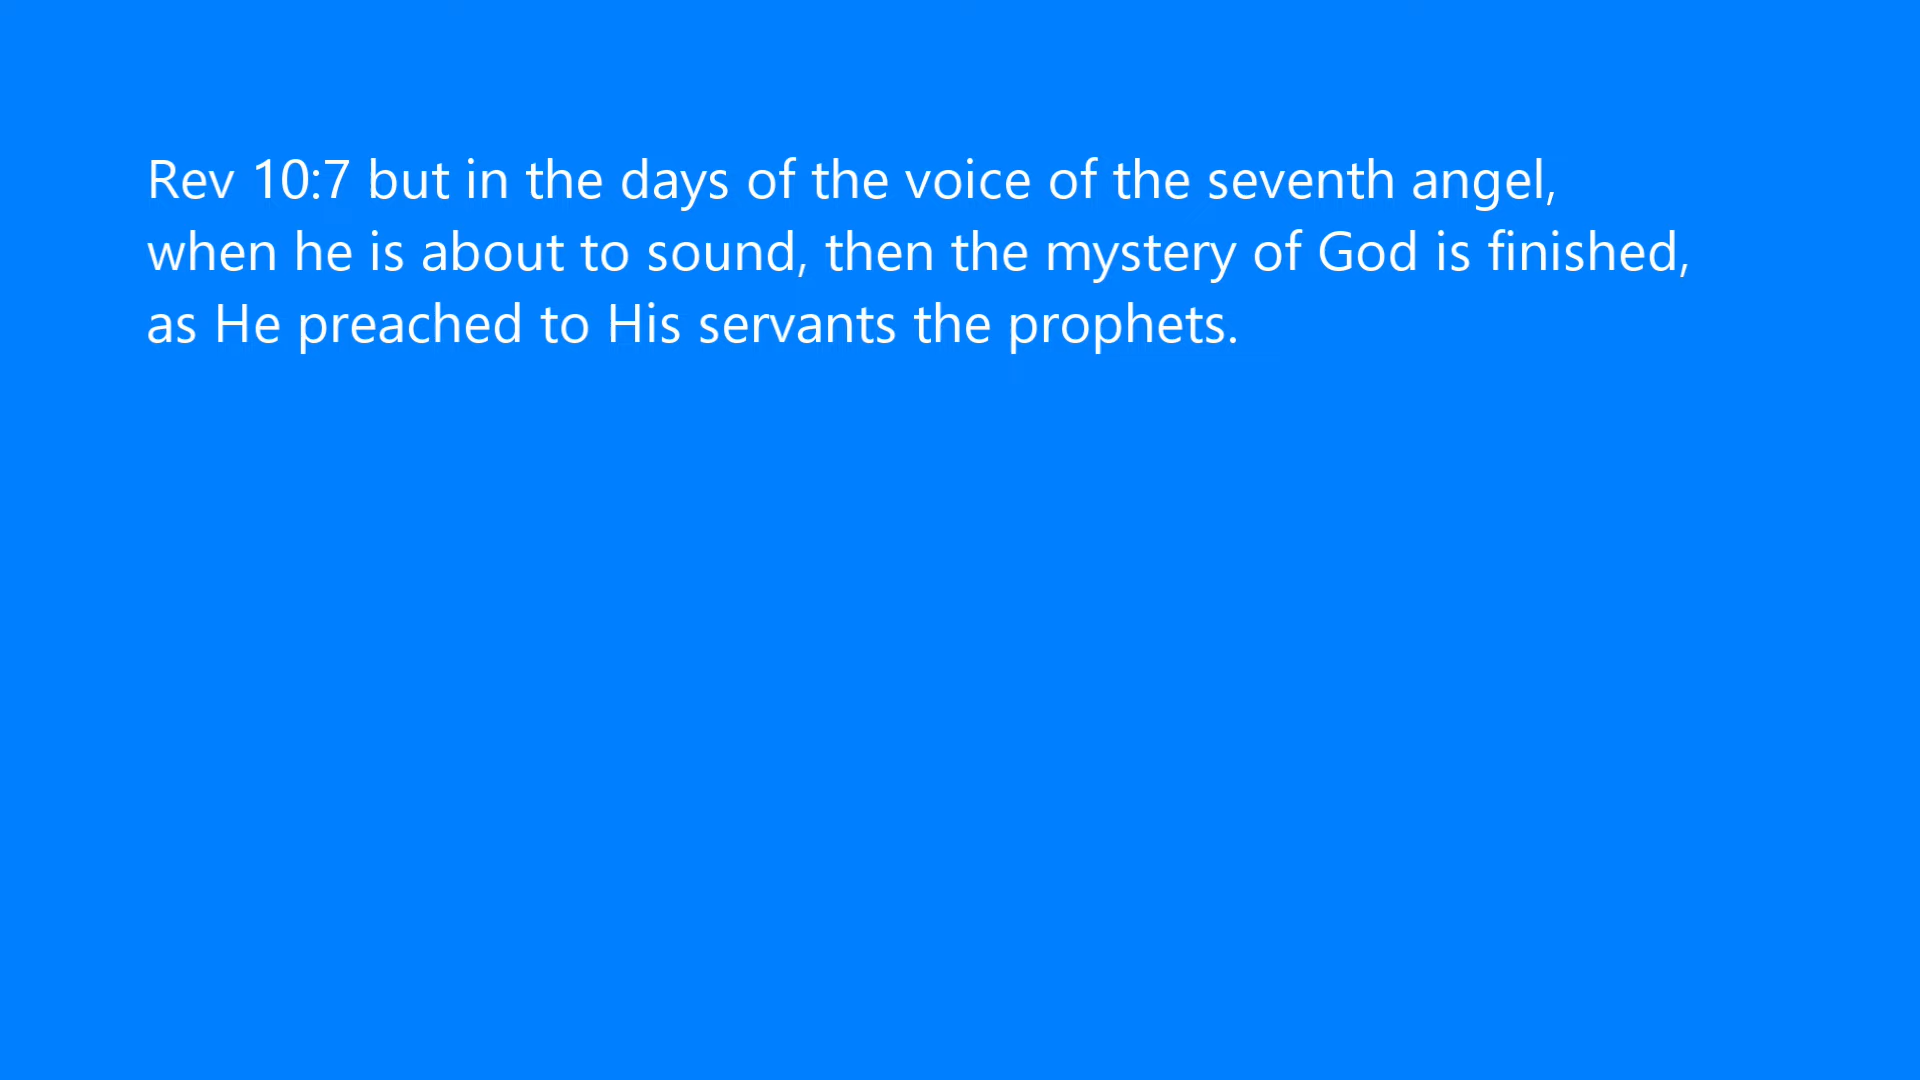 Rev 10:7 but in the days of the voice of the seventh angel,
when he is about to sound, then the mystery of God is finished,
as He preached to His servants the prophets.